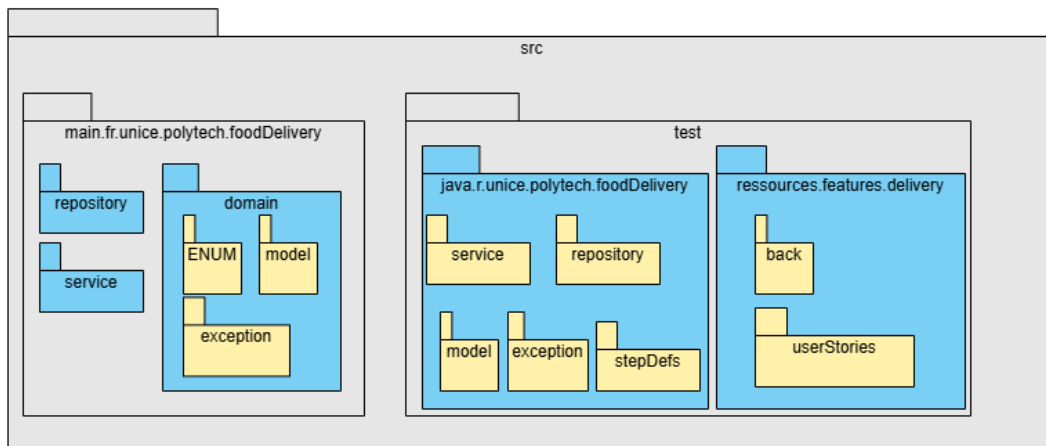 src
main.fr.unice.polytech.foodDelivery
repository
service
domain
ENUM
model
exception
test
java.r.unice.polytech.foodDelivery
service
repository
model
exception
stepDefs
ressources.features.delivery
back
userStories